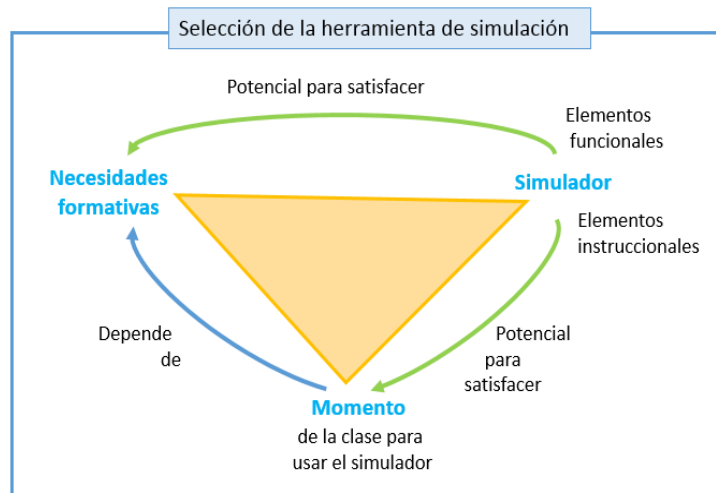 Selección de la herramienta de simulación
Potencial para satisfacer
Elementos
funcionales
Necesidades
formativas
Simulador
Elementos
instruccionales
Depende
de
Potencial
para
satisfacer
Momento
de la clase para
usar el simulador